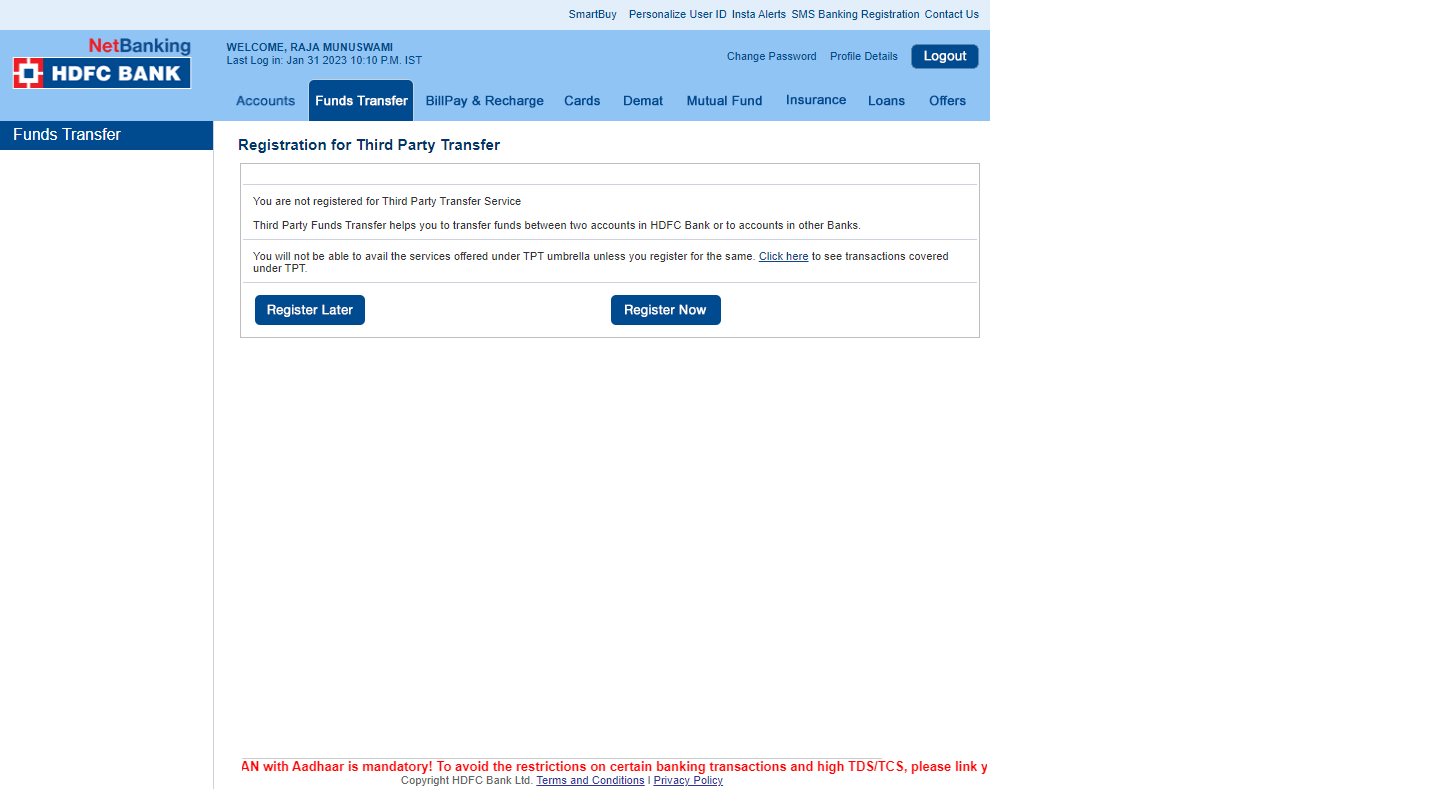 SmartBuy Personalize User ID Insta Alerts SMS Banking Registration Contact Us
NetBanking
HDFC BANK
WELCOME, RAJA MUNUSWAMI
Last Log in: Jan 31 2023 10:10 P.M. IST
Change Password Profile Details Logout
Accounts Funds Transfer BillPay & Recharge Cards Demat Mutual Fund Insurance Loans Offers
Funds Transfer
Registration for Third Party Transfer
You are not registered for Third Party Transfer Service
Third Party Funds Transfer helps you to transfer funds between two accounts in HDFC Bank or to accounts in other Banks.
You will not be able to avail the services offered under TPT umbrella unless you register for the same. Click here to see transactions covered
under TPT.
Register Later Register Now
AN with Aadhaar is mandatory! To avoid the restrictions on certain banking transactions and high TDS/TCS, please link y
Copyright HDFC Bank Ltd. Terms and Conditions I Privacy Policy